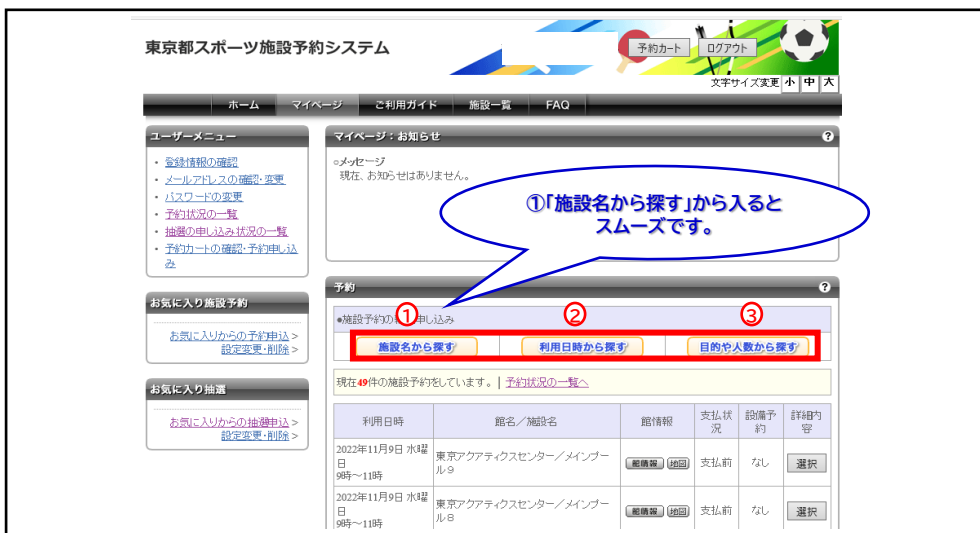 東京都スポーツ施設予約システム
予約カート
ログアウト
文字サイズ変更 小 中 大
ホーム マイページ ご利用ガイド 施設一覧 FAQ
ユーザーメニュー
・ 登録情報の確認
・ メールアドレスの確認・変更
・ パスワードの変更
・ 予約状況の一覧
・ 抽選の申し込み状況の一覧
・ 予約カートの確認・予約申し込
み
お気に入り施設予約
お気に入りからの予約申込 >
設定変更・削除 >
お気に入り抽選
お気に入りからの抽選申込 >
設定変更・削除 >
マイページ：お知らせ ?
○メッセージ
現在、お知らせはありません。
①「施設名から探す」から入ると
スムーズです。
予約 ?
●施設予約の 申し込み
① ② ③
施設名から探す 利用日時から探す 目的や人数から探す
現在49件の施設予約をしています。 | 予約状況の一覧へ
利用日時 館名／施設名 館情報 支払状況 設備予約 詳細内容
2022年11月9日 水曜
日
9時～11時
東京アクアティクスセンター／メインプー
ル９
館情報 地図 支払前 なし 選択
2022年11月9日 水曜
日
9時～11時
東京アクアティクスセンター／メインプー
ル８
館情報 地図 支払前 なし 選択